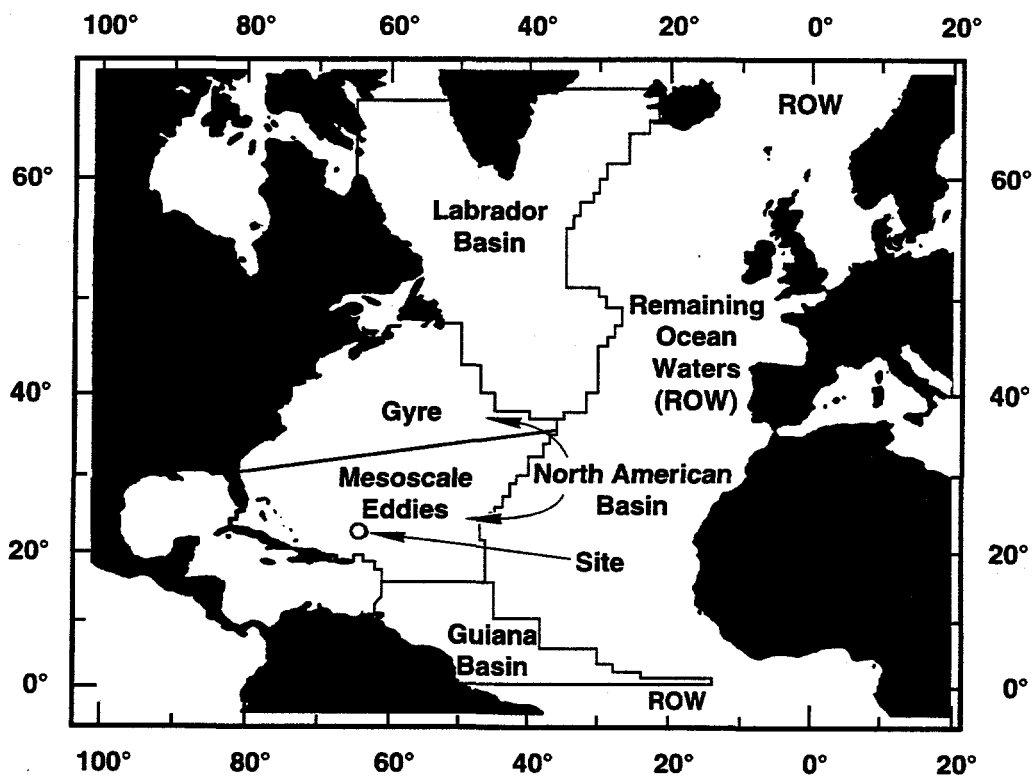 100° 80° 60° 40° 20° 0° 20°
ROW
60° 60°
Labrador
Basin
Remaining
Ocean
Waters
(ROW)
40° 40°
Gyre
Mesoscale
Eddies
North American
Basin
20° 20°
Site
Guiana
Basin
0° 0°
ROW
100° 80° 60° 40° 20° 0° 20°